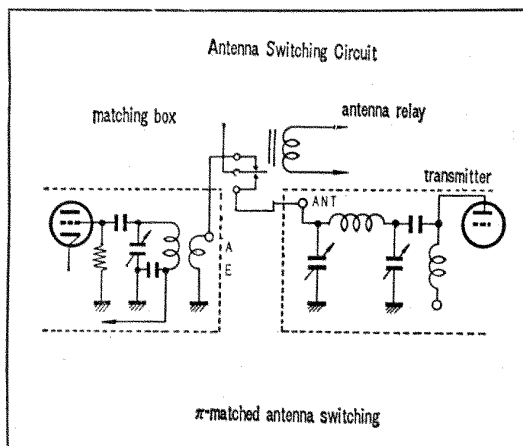 Antenna Switching Circuit
matching box
antenna relay
transmitter
ANT
A
E
π-matched antenna switching